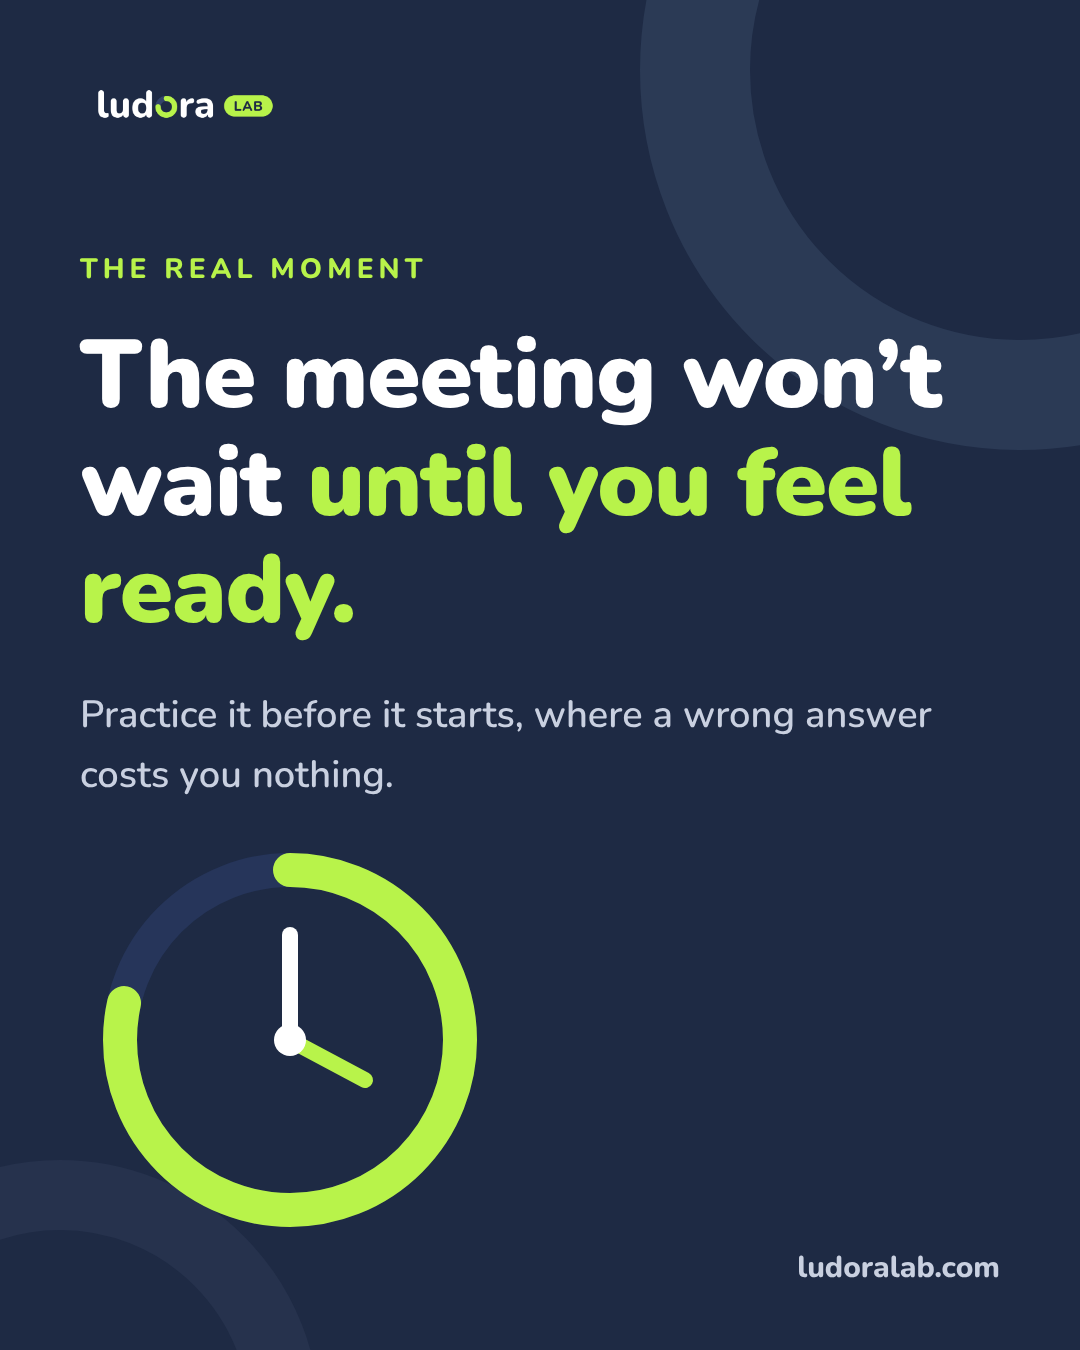 ludora LAB
THE REAL MOMENT
The meeting won’t
wait until you feel
ready.
Practice it before it starts, where a wrong answer
costs you nothing.
ludoralab.com